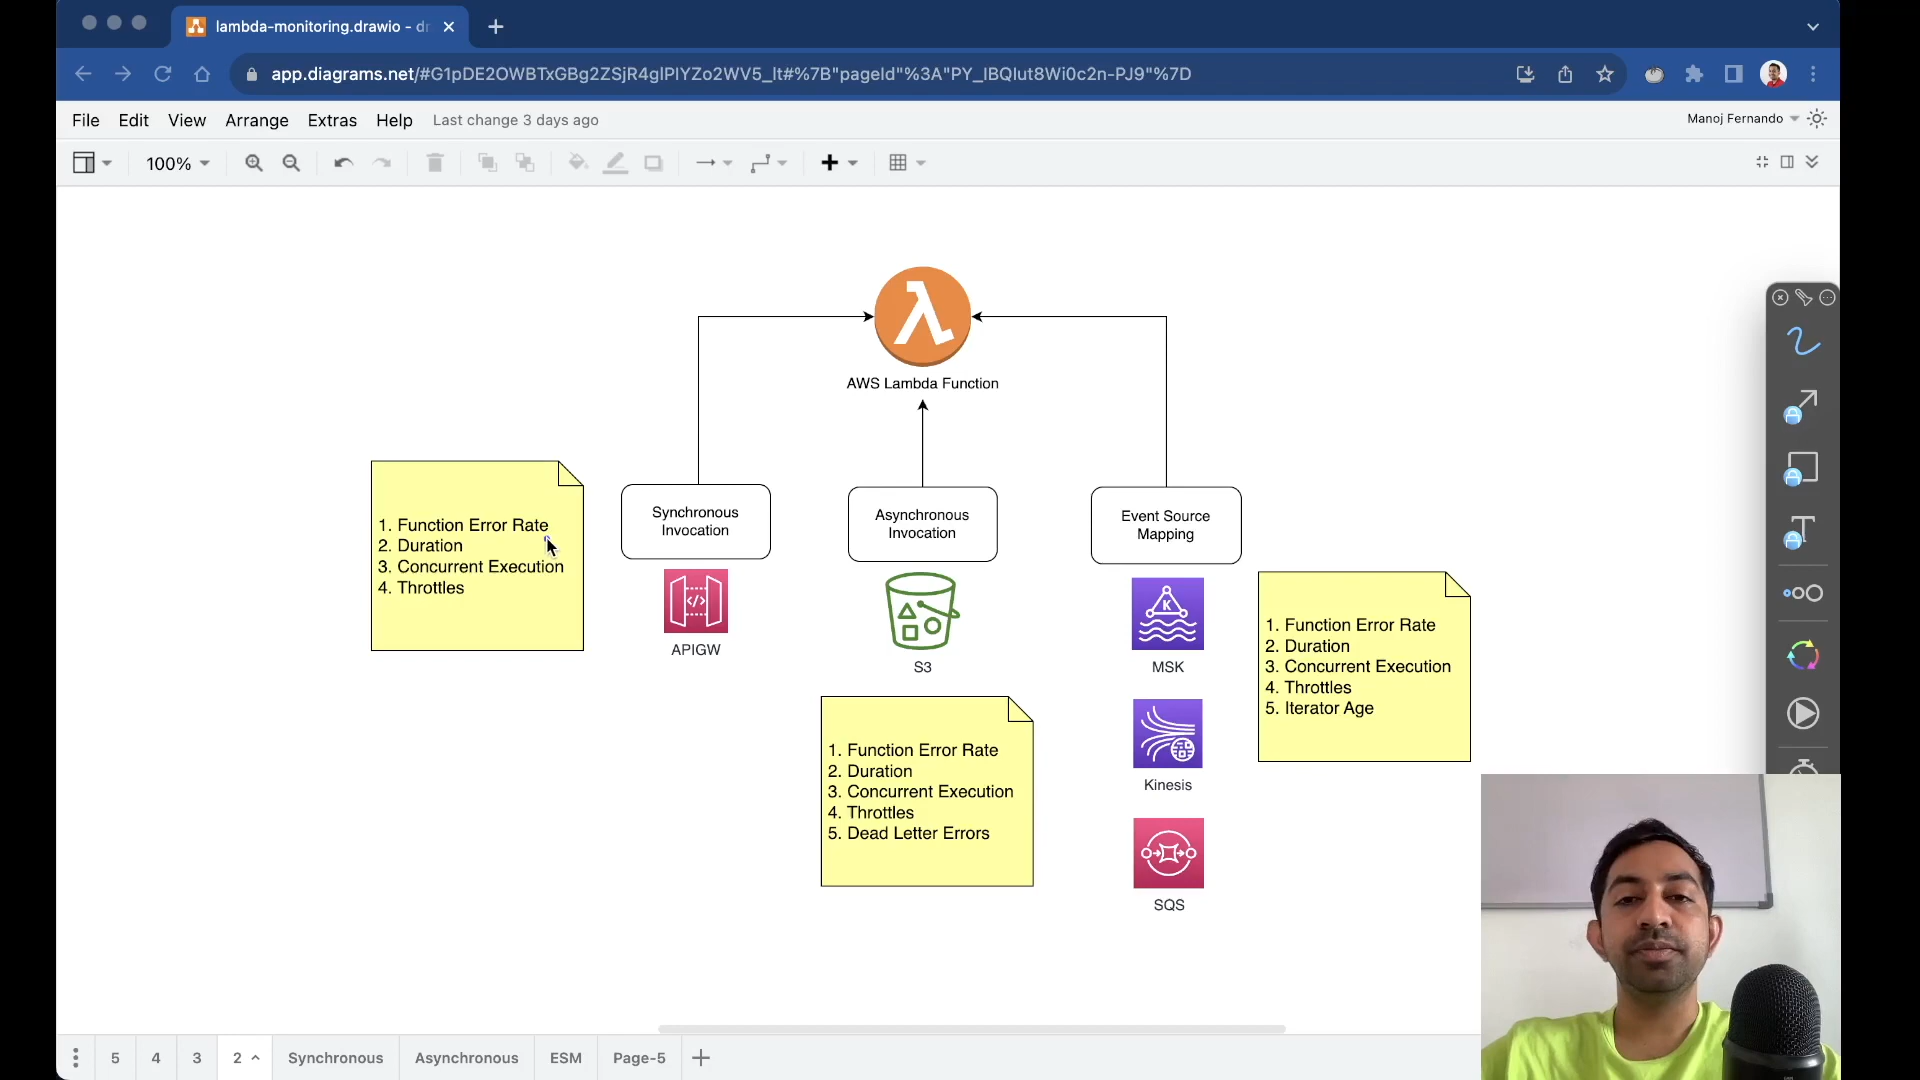 lambda-monitoring.drawio - dr
app.diagrams.net/#G1pDE2OWBTxGBg2ZSjR4glPIYZo2WV5_lt#%7B"pageId"%3A"PY_IBQlut8Wi0c2n-PJ9"%7D
File Edit View Arrange Extras Help Last change 3 days ago
Manoj Fernando
100%
AWS Lambda Function
1. Function Error Rate
2. Duration
3. Concurrent Execution
4. Throttles
Synchronous
Invocation
APIGW
Asynchronous
Invocation
S3
1. Function Error Rate
2. Duration
3. Concurrent Execution
4. Throttles
5. Dead Letter Errors
Event Source
Mapping
MSK
Kinesis
SQS
1. Function Error Rate
2. Duration
3. Concurrent Execution
4. Throttles
5. Iterator Age
5 4 3 2 Synchronous Asynchronous ESM Page-5